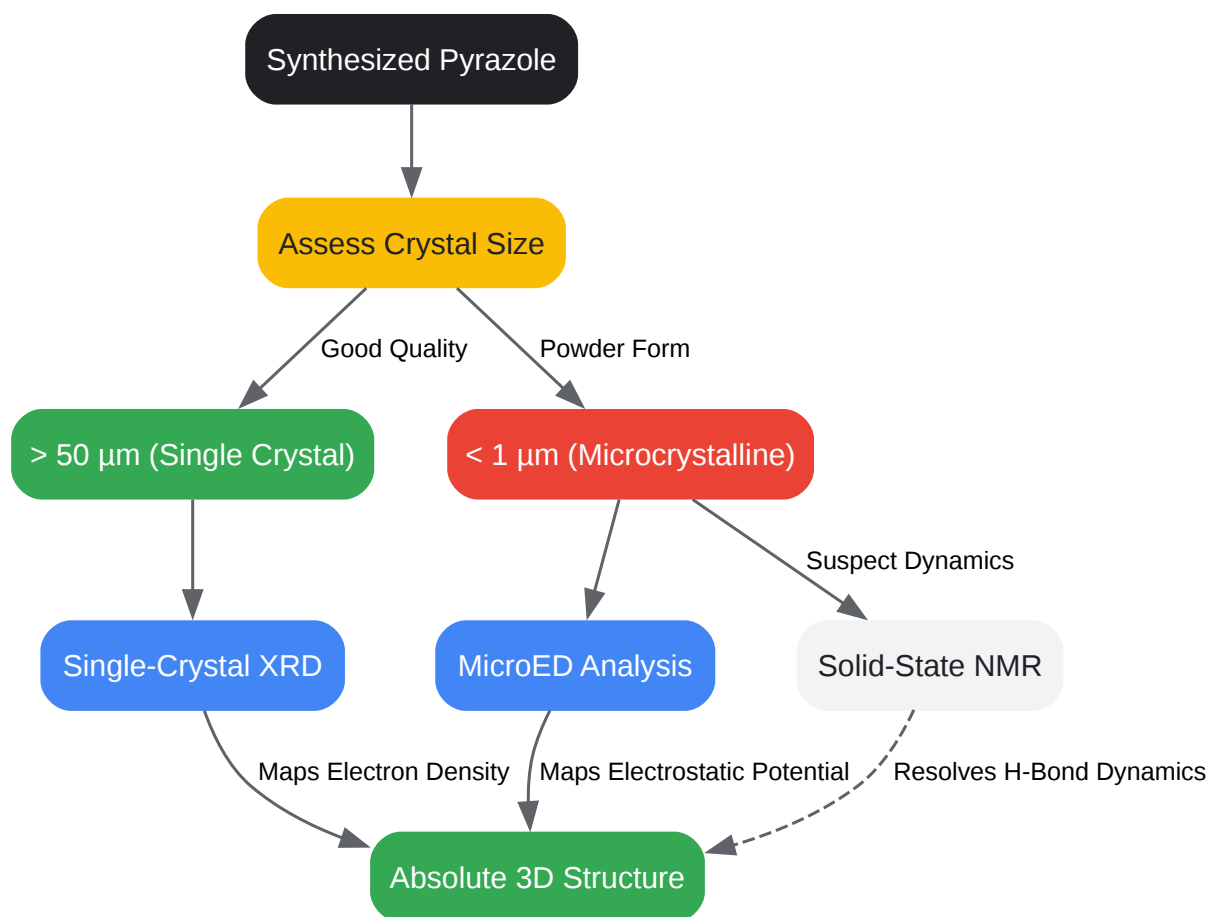 Synthesized Pyrazole
Assess Crystal Size
Good Quality
Powder Form
> 50 µm (Single Crystal)
< 1 µm (Microcrystalline)
Suspect Dynamics
Single-Crystal XRD
MicroED Analysis
Solid-State NMR
Maps Electron Density
Maps Electrostatic Potential
Resolves H-Bond Dynamics
Absolute 3D Structure